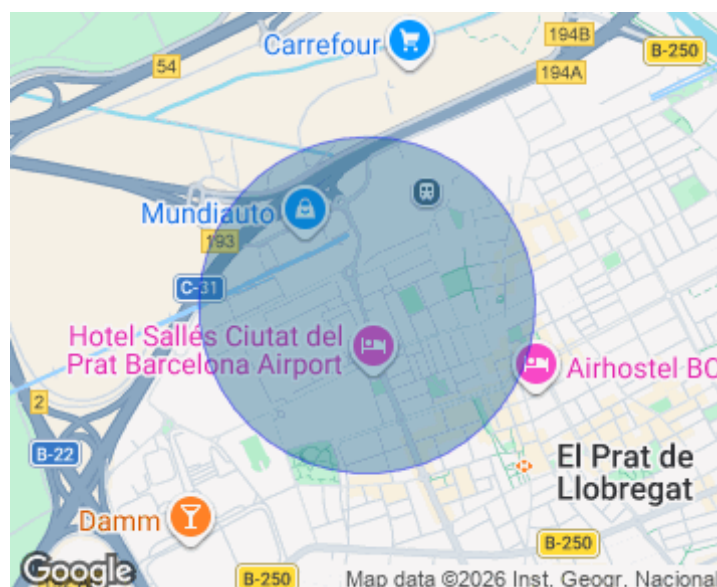 194B
Carrefour
B-250
54
194A
Mundiauto
193
C-31
Hotel Sallés Ciutat del
Prat Barcelona Airport
Airhostel BC
2
B-22
El Prat de
Llobregat
Damm
B-250
Google
B-250
Map data ©2026 Inst. Geogr. Nacional